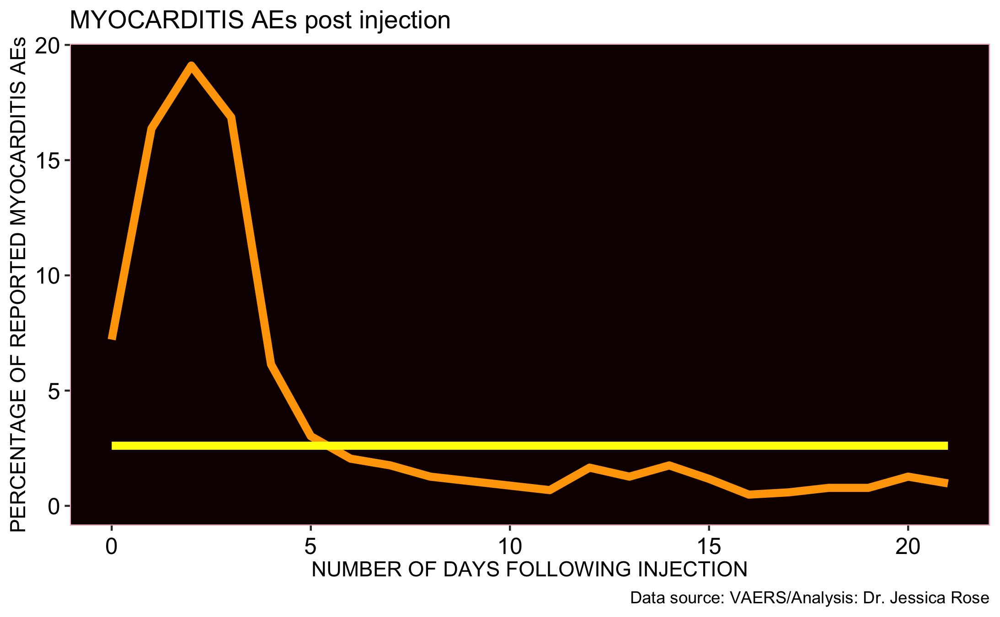 MYOCARDITIS AEs post injection
PERCENTAGE OF REPORTED MYOCARDITIS AEs
20
15
10
5
0
0 5 10 15 20
NUMBER OF DAYS FOLLOWING INJECTION
Data source: VAERS/Analysis: Dr. Jessica Rose